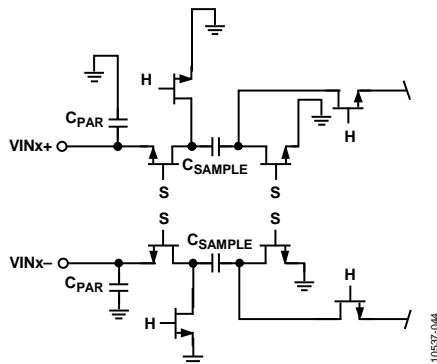 H
C_PAR
VINx+
H
C_SAMPLE
S
S
S
S
C_SAMPLE
VINx−
H
C_PAR
H
10537-044